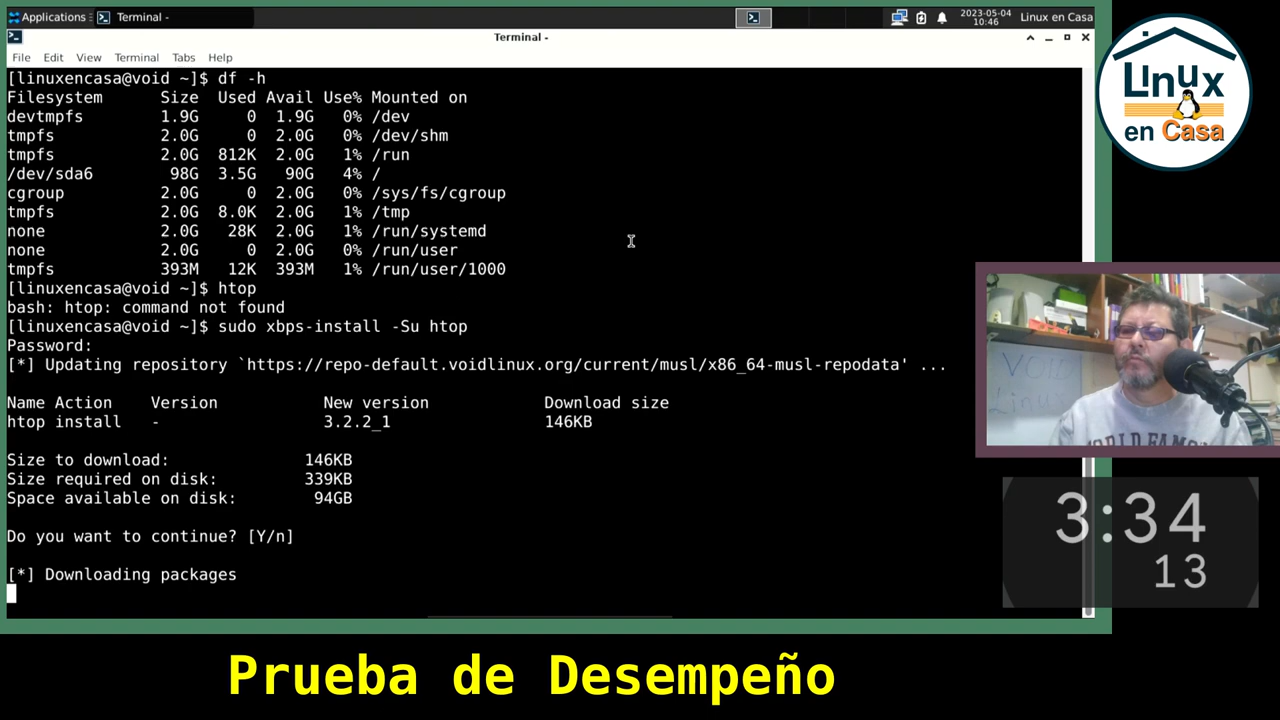 Applications
Terminal -
2023-05-04
10:46
Linux en Casa
Terminal -
File Edit View Terminal Tabs Help
[linuxencasa@void ~]$ df -h
Filesystem      Size  Used Avail Use% Mounted on
devtmpfs        1.9G     0  1.9G   0% /dev
tmpfs           2.0G     0  2.0G   0% /dev/shm
tmpfs           2.0G  812K  2.0G   1% /run
/dev/sda6        98G  3.5G   90G   4% /
cgroup          2.0G     0  2.0G   0% /sys/fs/cgroup
tmpfs           2.0G  8.0K  2.0G   1% /tmp
none            2.0G   28K  2.0G   1% /run/systemd
none            2.0G     0  2.0G   0% /run/user
tmpfs           393M   12K  393M   1% /run/user/1000
[linuxencasa@void ~]$ htop
bash: htop: command not found
[linuxencasa@void ~]$ sudo xbps-install -Su htop
Password:
[*] Updating repository `https://repo-default.voidlinux.org/current/musl/x86_64-musl-repodata' ...
Name Action    Version           New version            Download size
htop install   -                 3.2.2_1                146KB
Size to download:              146KB
Size required on disk:         339KB
Space available on disk:        94GB
Do you want to continue? [Y/n]
[*] Downloading packages
Linux
en Casa
VOID
Linux
WORLD FAMO
3:34
13
Prueba de Desempeño